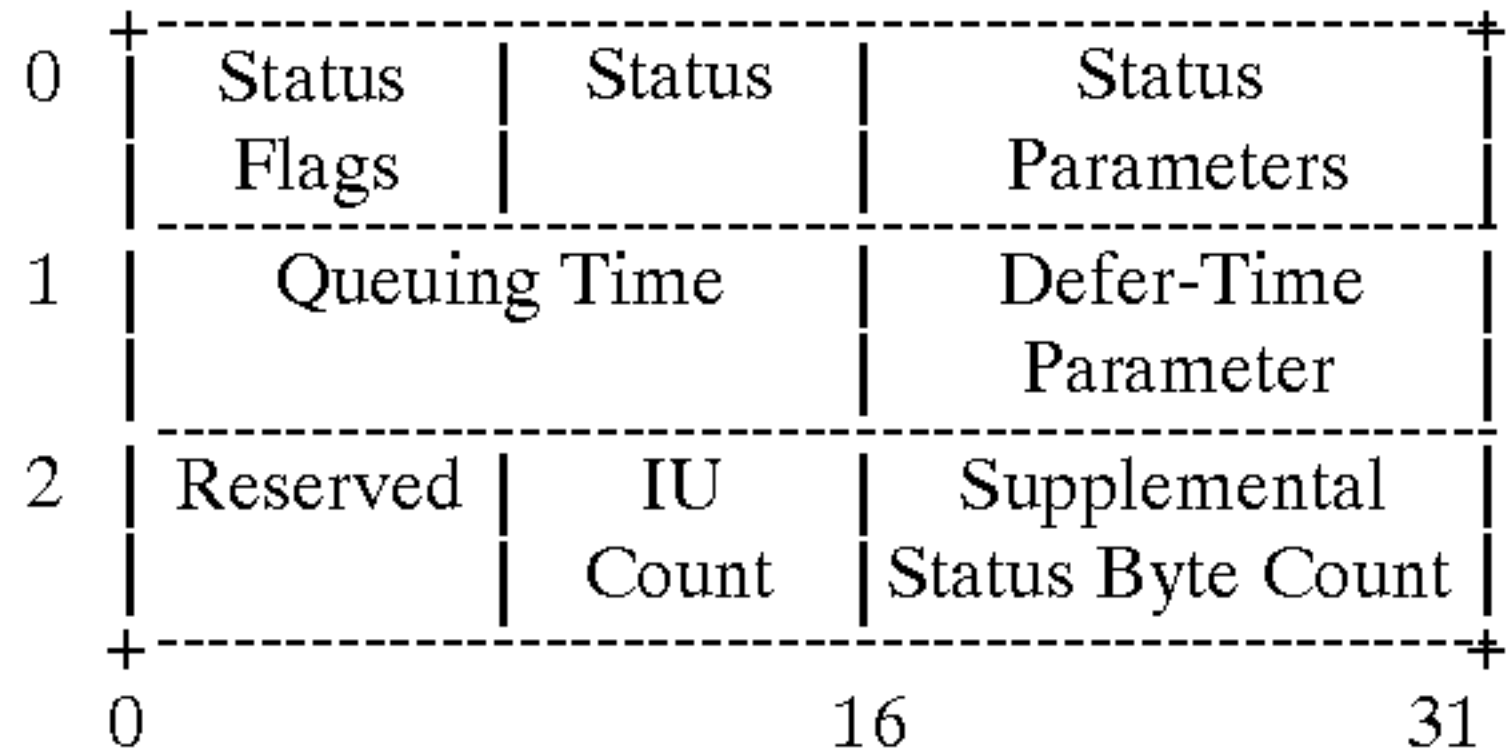 0 Status Status Status
Flags Parameters
1 Queuing Time Defer-Time
Parameter
2 Reserved IU Supplemental
Count Status Byte Count
0 16 31